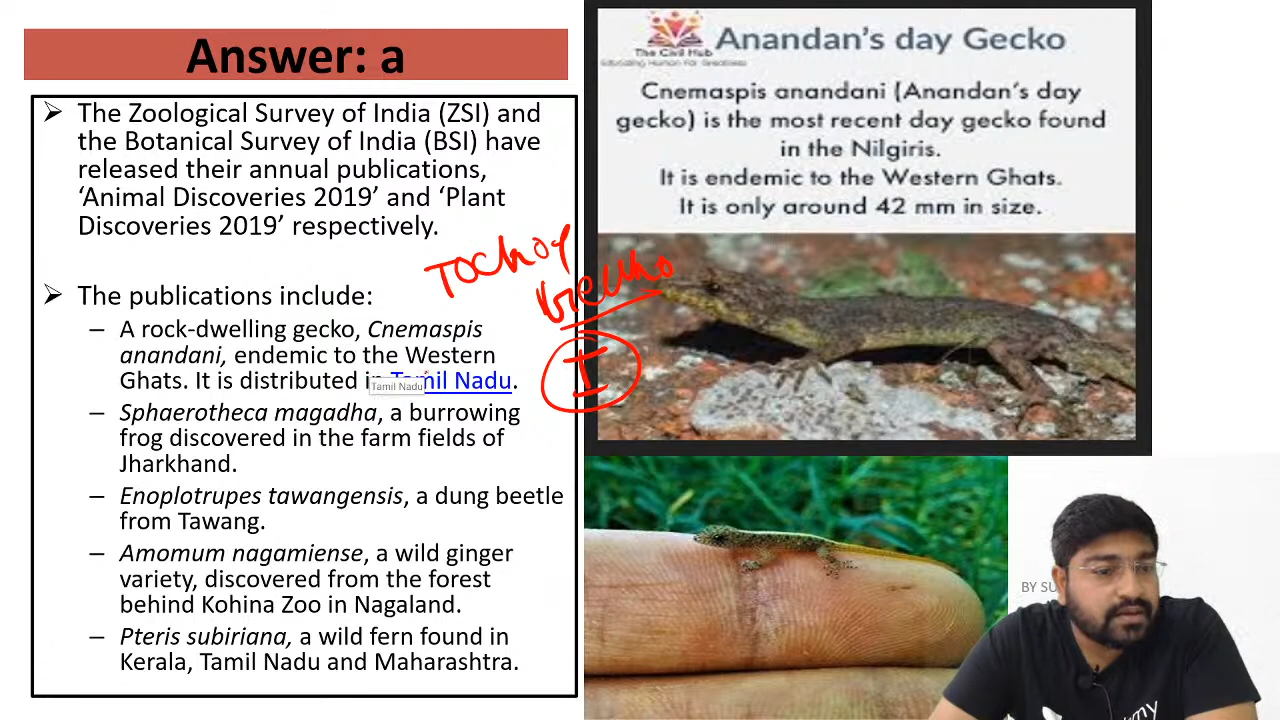 Answer: a
➢ The Zoological Survey of India (ZSI) and
the Botanical Survey of India (BSI) have
released their annual publications,
‘Animal Discoveries 2019’ and ‘Plant
Discoveries 2019’ respectively.
➢ The publications include:
– A rock-dwelling gecko, Cnemaspis
anandani, endemic to the Western
Ghats. It is distributed in Tamil Nadu.
Tamil Nadu
– Sphaerotheca magadha, a burrowing
frog discovered in the farm fields of
Jharkhand.
– Enoplotrupes tawangensis, a dung beetle
from Tawang.
– Amomum nagamiense, a wild ginger
variety, discovered from the forest
behind Kohina Zoo in Nagaland.
– Pteris subiriana, a wild fern found in
Kerala, Tamil Nadu and Maharashtra.
I
The Civil Hub
Educating Human For Greatness
Anandan's day Gecko
Cnemaspis anandani (Anandan's day
gecko) is the most recent day gecko found
in the Nilgiris.
It is endemic to the Western Ghats.
It is only around 42 mm in size.
BY SU
my